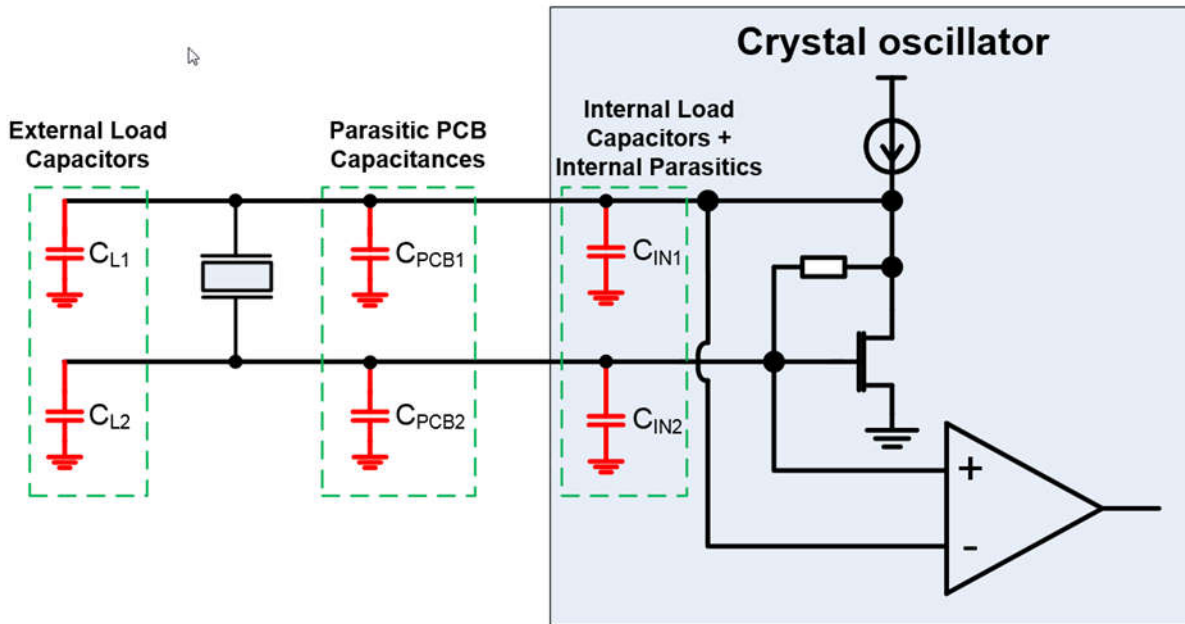 Crystal oscillator
External Load
Capacitors
Parasitic PCB
Capacitances
Internal Load
Capacitors +
Internal Parasitics
CL1
CPCB1
CIN1
CL2
CPCB2
CIN2
+
-